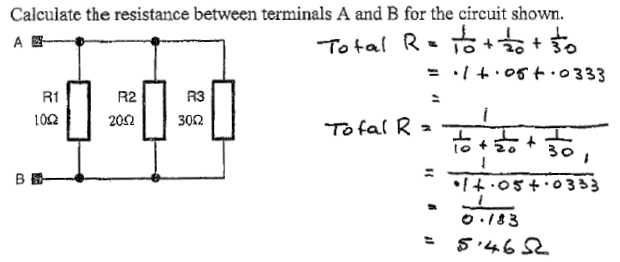 Calculate the resistance between terminals A and B for the circuit shown.
A
R1
10Ω
R2
20Ω
R3
30Ω
B
Total R = 1/10 + 1/20 + 1/30
= .1 + .05 + .0333
=
Total R = 1 / (1/10 + 1/20 + 1/30)
= 1 / (.1 + .05 + .0333)
= 1 / 0.183
= 5.46 Ω